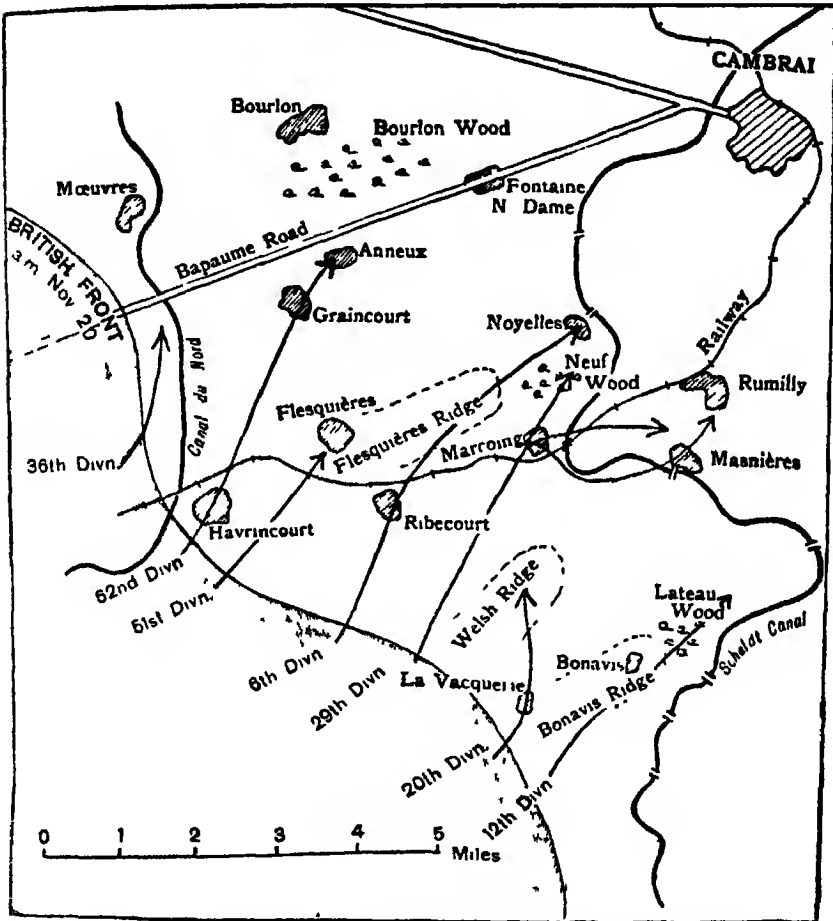 CAMBRAI
Bourlon
Bourlon Wood
Mœuvres
Fontaine
N Dame
BRITISH FRONT
a.m Nov 20
Bapaume Road
Anneux
Graincourt
Canal du Nord
Noyelles
Neuf
Wood
Railway
Rumilly
Flesquières
Flesquières Ridge
Marcoing
Masnières
36th Divn
Havrincourt
Ribecourt
62nd Divn
51st Divn.
6th Divn
29th Divn
Welsh Ridge
Lateau
Wood
Scheldt Canal
La Vacquerie
Bonavis
Bonavis Ridge
20th Divn.
12th Divn
0 1 2 3 4 5
Miles